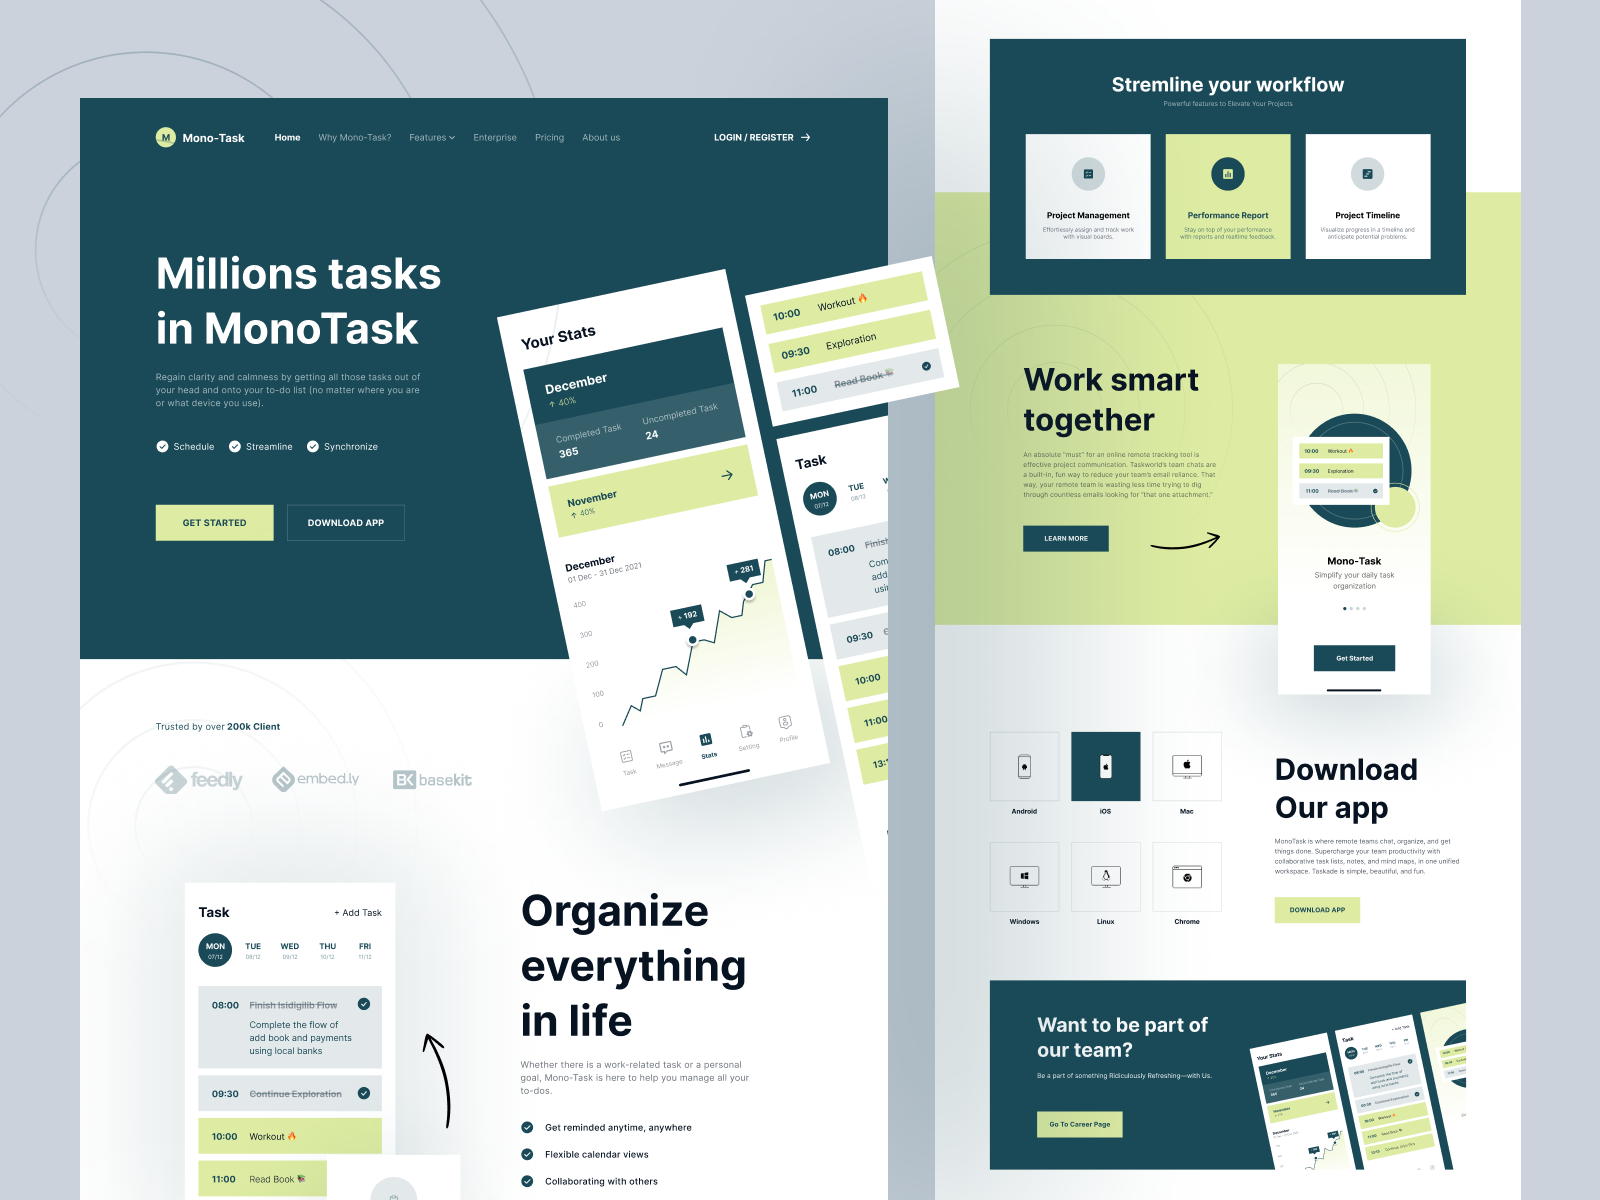 M Mono-Task
Home Why Mono-Task? Features Enterprise Pricing About us
LOGIN / REGISTER
Millions tasks
in MonoTask
Regain clarity and calmness by getting all those tasks out of
your head and onto your to-do list (no matter where you are
or what device you use).
Schedule Streamline Synchronize
GET STARTED
DOWNLOAD APP
Your Stats
December
↑ 40%
Completed Task
365
Uncompleted Task
24
November
↑ 40%
December
01 Dec - 31 Dec 2021
400
300
200
100
0
+ 192
+ 281
Task
Message
Stats
Setting
Profile
10:00 Workout 🔥
09:30 Exploration
11:00 Read Book
Task
MON
07/12
TUE
08/12
08:00
09:30
10:00
11:00
Trusted by over 200k Client
feedly
embed.ly
BK basekit
Task
+ Add Task
MON TUE WED THU FRI
07/12 08/12 09/12 10/12 11/12
08:00 Finish Isidigilib Flow
Complete the flow of
add book and payments
using local banks
09:30 Continue Exploration
10:00 Workout 🔥
11:00 Read Book
Organize
everything
in life
Whether there is a work-related task or a personal
goal, Mono-Task is here to help you manage all your
to-dos.
Get reminded anytime, anywhere
Flexible calendar views
Collaborating with others
Stremline your workflow
Powerful features to Elevate Your Projects
Project Management
Effortlessly assign and track work
with visual boards.
Performance Report
Stay on top of your performance
with reports and realtime feedback.
Project Timeline
Visualize progress in a timeline and
anticipate potential problems.
Work smart
together
An absolute "must" for an online remote tracking tool is
effective project communication. Taskworld's team chats are
a built-in, fun way to reduce your team's email reliance. That
way, your remote team is wasting less time trying to dig
through countless emails looking for "that one attachment."
LEARN MORE
10:00 Workout 🔥
09:30 Exploration
11:00 Read Book
Mono-Task
Simplify your daily task
organization
Get Started
Android iOS Mac
Windows Linux Chrome
Download
Our app
MonoTask is where remote teams chat, organize, and get
things done. Supercharge your team productivity with
collaborative task lists, notes, and mind maps, in one unified
workspace. Taskade is simple, beautiful, and fun.
DOWNLOAD APP
Want to be part of
our team?
Be a part of something Ridiculously Refreshing—with Us.
Go To Career Page
Your Stats
December
365
24
November
December
Task
+ Add Task